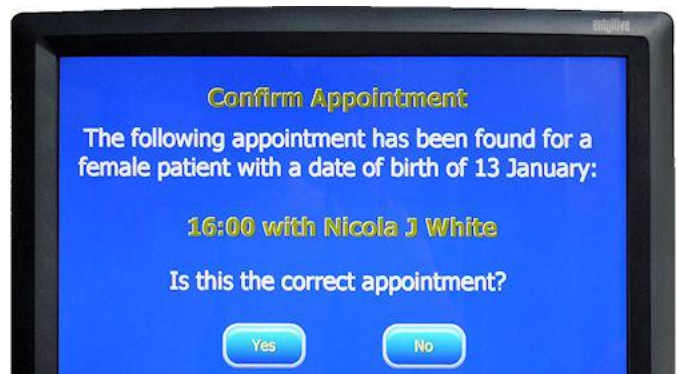 entuitive
Confirm Appointment
The following appointment has been found for a
female patient with a date of birth of 13 January:
16:00 with Nicola J White
Is this the correct appointment?
Yes
No